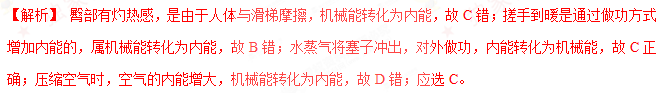 【解析】 臀部有灼热感，是由于人体与滑梯摩擦，机械能转化为内能，故 C 错；搓手到暖是通过做功方式
增加内能的，属机械能转化为内能，故 B 错；水蒸气将塞子冲出，对外做功，内能转化为机械能，故 C 正
确；压缩空气时，空气的内能增大，机械能转化为内能，故 D 错；应选 C。